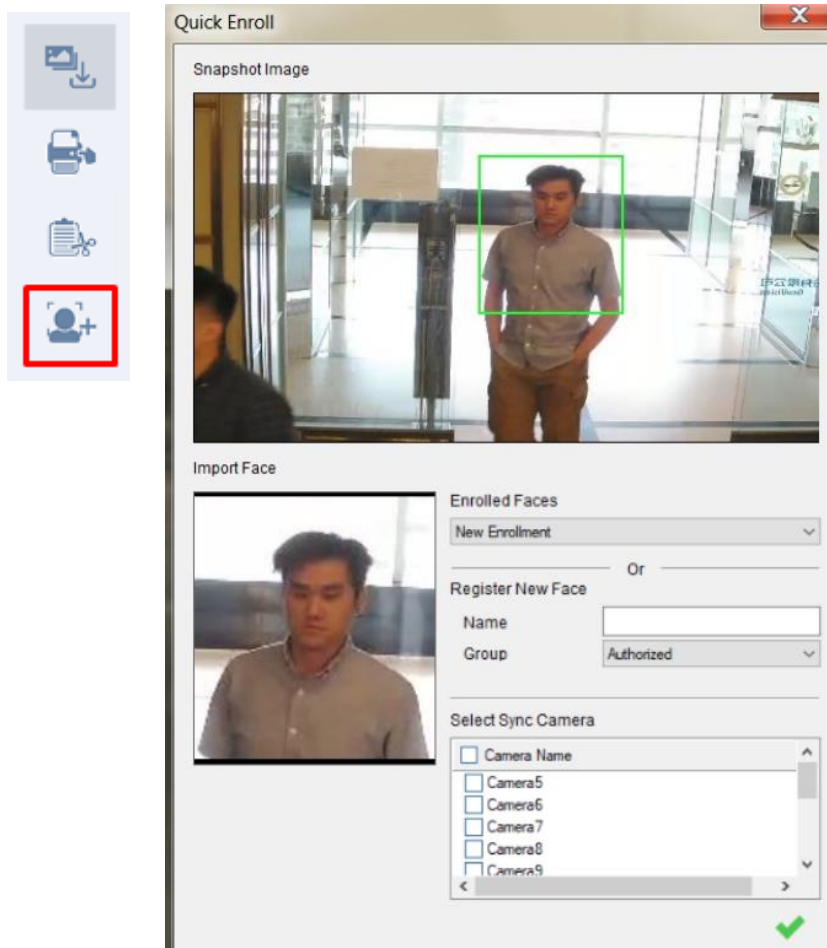 Quick Enroll
Snapshot Image
Import Face
Enrolled Faces
New Enrollment
Or
Register New Face
Name
Group
Authorized
Select Sync Camera
Camera Name
Camera5
Camera6
Camera7
Camera8
Camera9